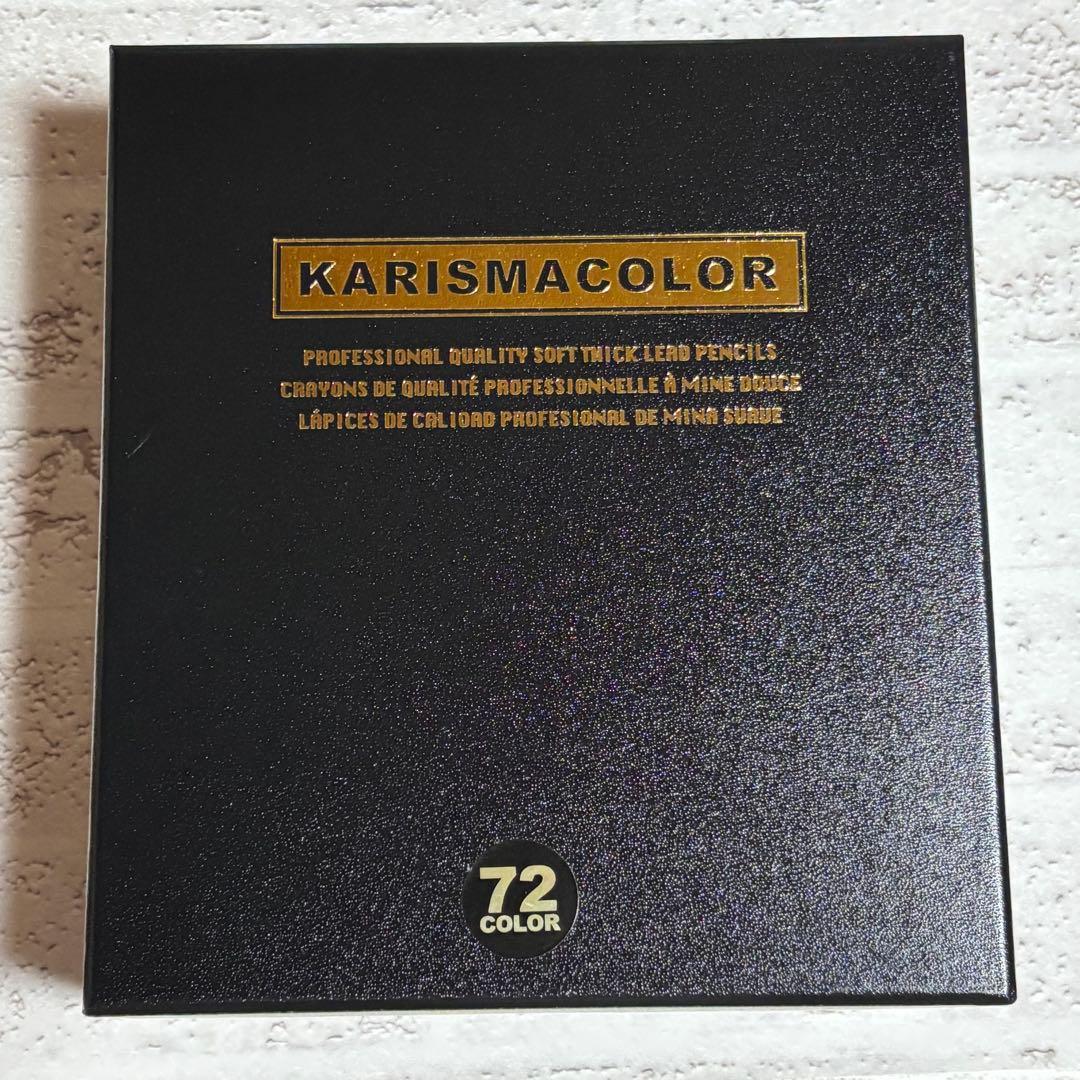 KARISMACOLOR
PROFESSIONAL QUALITY SOFT THICK LEAD PENCILS
CRAYONS DE QUALITÉ PROFESSIONNELLE À MINE DOUCE
LÁPICES DE CALIDAD PROFESIONAL DE MINA SUAVE
72
COLOR